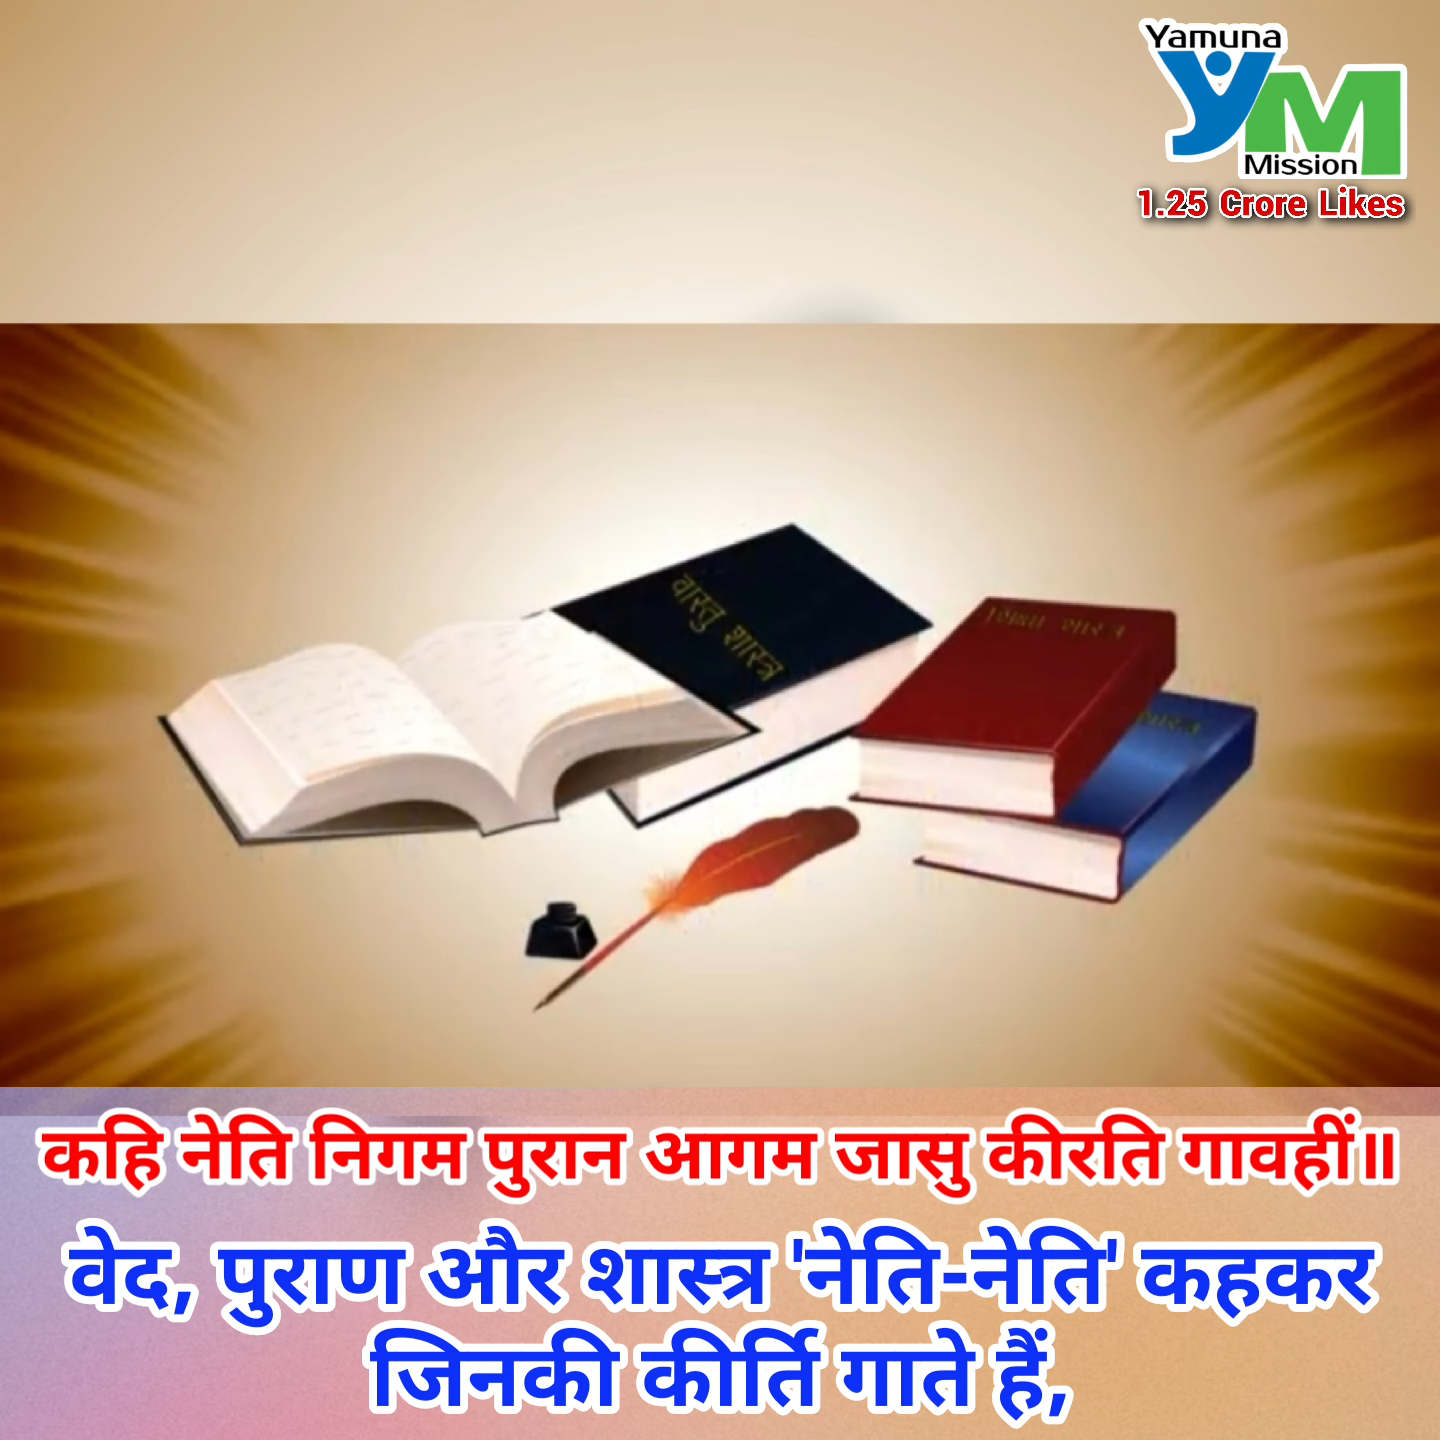 Yamuna
YM
Mission
1.25 Crore Likes
वास्तु शास्त्र
शास्त्र
कहि नेति निगम पुरान आगम जासु कीरति गावहीं॥
वेद, पुराण और शास्त्र 'नेति-नेति' कहकर
जिनकी कीर्ति गाते हैं,